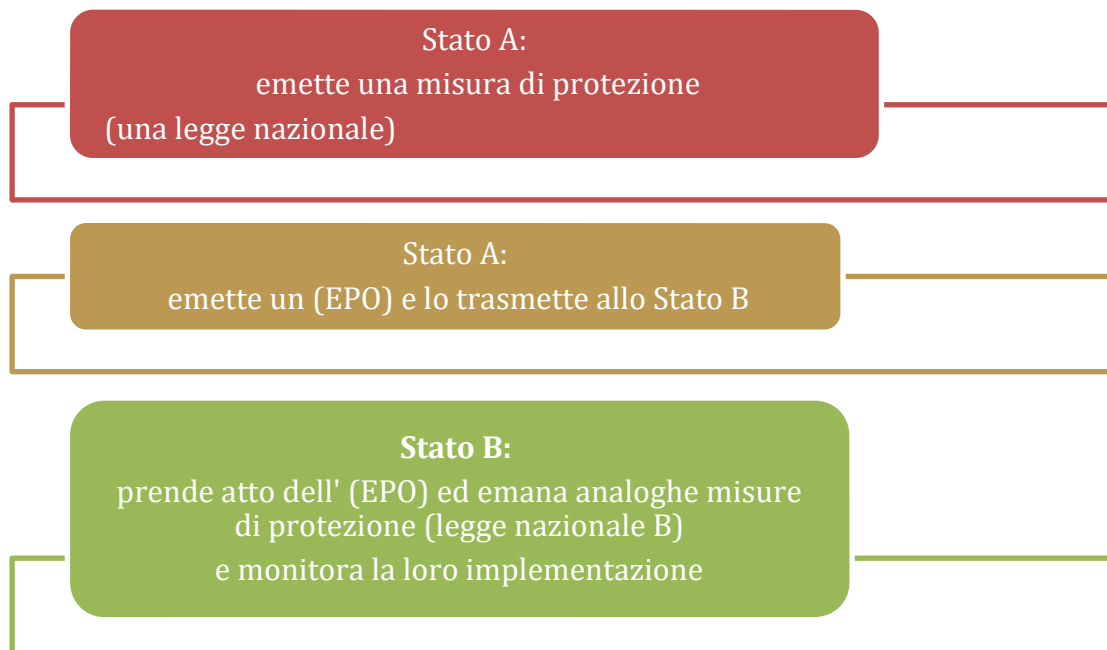 Stato A:
emette una misura di protezione
(una legge nazionale)
Stato A:
emette un (EPO) e lo trasmette allo Stato B
Stato B:
prende atto dell' (EPO) ed emana analoghe misure
di protezione (legge nazionale B)
e monitora la loro implementazione